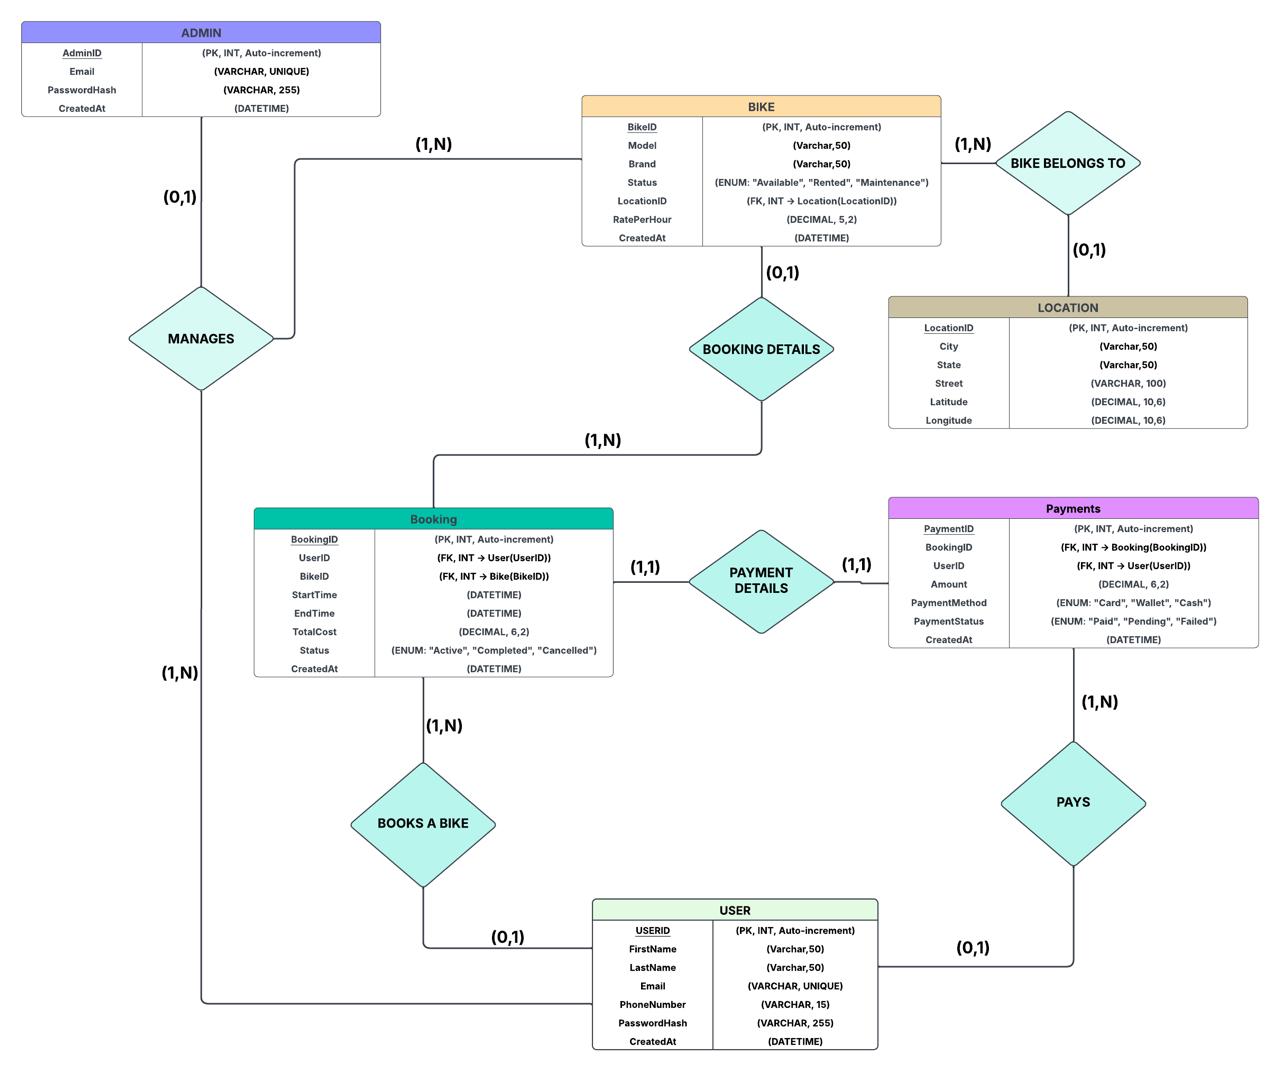 ADMIN
AdminID (PK, INT, Auto-increment)
Email (VARCHAR, UNIQUE)
PasswordHash (VARCHAR, 255)
CreatedAt (DATETIME)
BIKE
BikeID (PK, INT, Auto-increment)
Model (Varchar,50)
Brand (Varchar,50)
Status (ENUM: "Available", "Rented", "Maintenance")
LocationID (FK, INT → Location(LocationID))
RatePerHour (DECIMAL, 5,2)
CreatedAt (DATETIME)
(1,N)
(1,N)
BIKE BELONGS TO
(0,1)
(0,1)
(0,1)
LOCATION
LocationID (PK, INT, Auto-increment)
City (Varchar,50)
State (Varchar,50)
Street (VARCHAR, 100)
Latitude (DECIMAL, 10,6)
Longitude (DECIMAL, 10,6)
MANAGES
BOOKING DETAILS
(1,N)
Booking
BookingID (PK, INT, Auto-increment)
UserID (FK, INT → User(UserID))
BikeID (FK, INT → Bike(BikeID))
StartTime (DATETIME)
EndTime (DATETIME)
TotalCost (DECIMAL, 6,2)
Status (ENUM: "Active", "Completed", "Cancelled")
CreatedAt (DATETIME)
(1,1)
PAYMENT
DETAILS
(1,1)
Payments
PaymentID (PK, INT, Auto-increment)
BookingID (FK, INT → Booking(BookingID))
UserID (FK, INT → User(UserID))
Amount (DECIMAL, 6,2)
PaymentMethod (ENUM: "Card", "Wallet", "Cash")
PaymentStatus (ENUM: "Paid", "Pending", "Failed")
CreatedAt (DATETIME)
(1,N)
(1,N)
(1,N)
BOOKS A BIKE
PAYS
(0,1)
(0,1)
USER
USERID (PK, INT, Auto-increment)
FirstName (Varchar,50)
LastName (Varchar,50)
Email (VARCHAR, UNIQUE)
PhoneNumber (VARCHAR, 15)
PasswordHash (VARCHAR, 255)
CreatedAt (DATETIME)